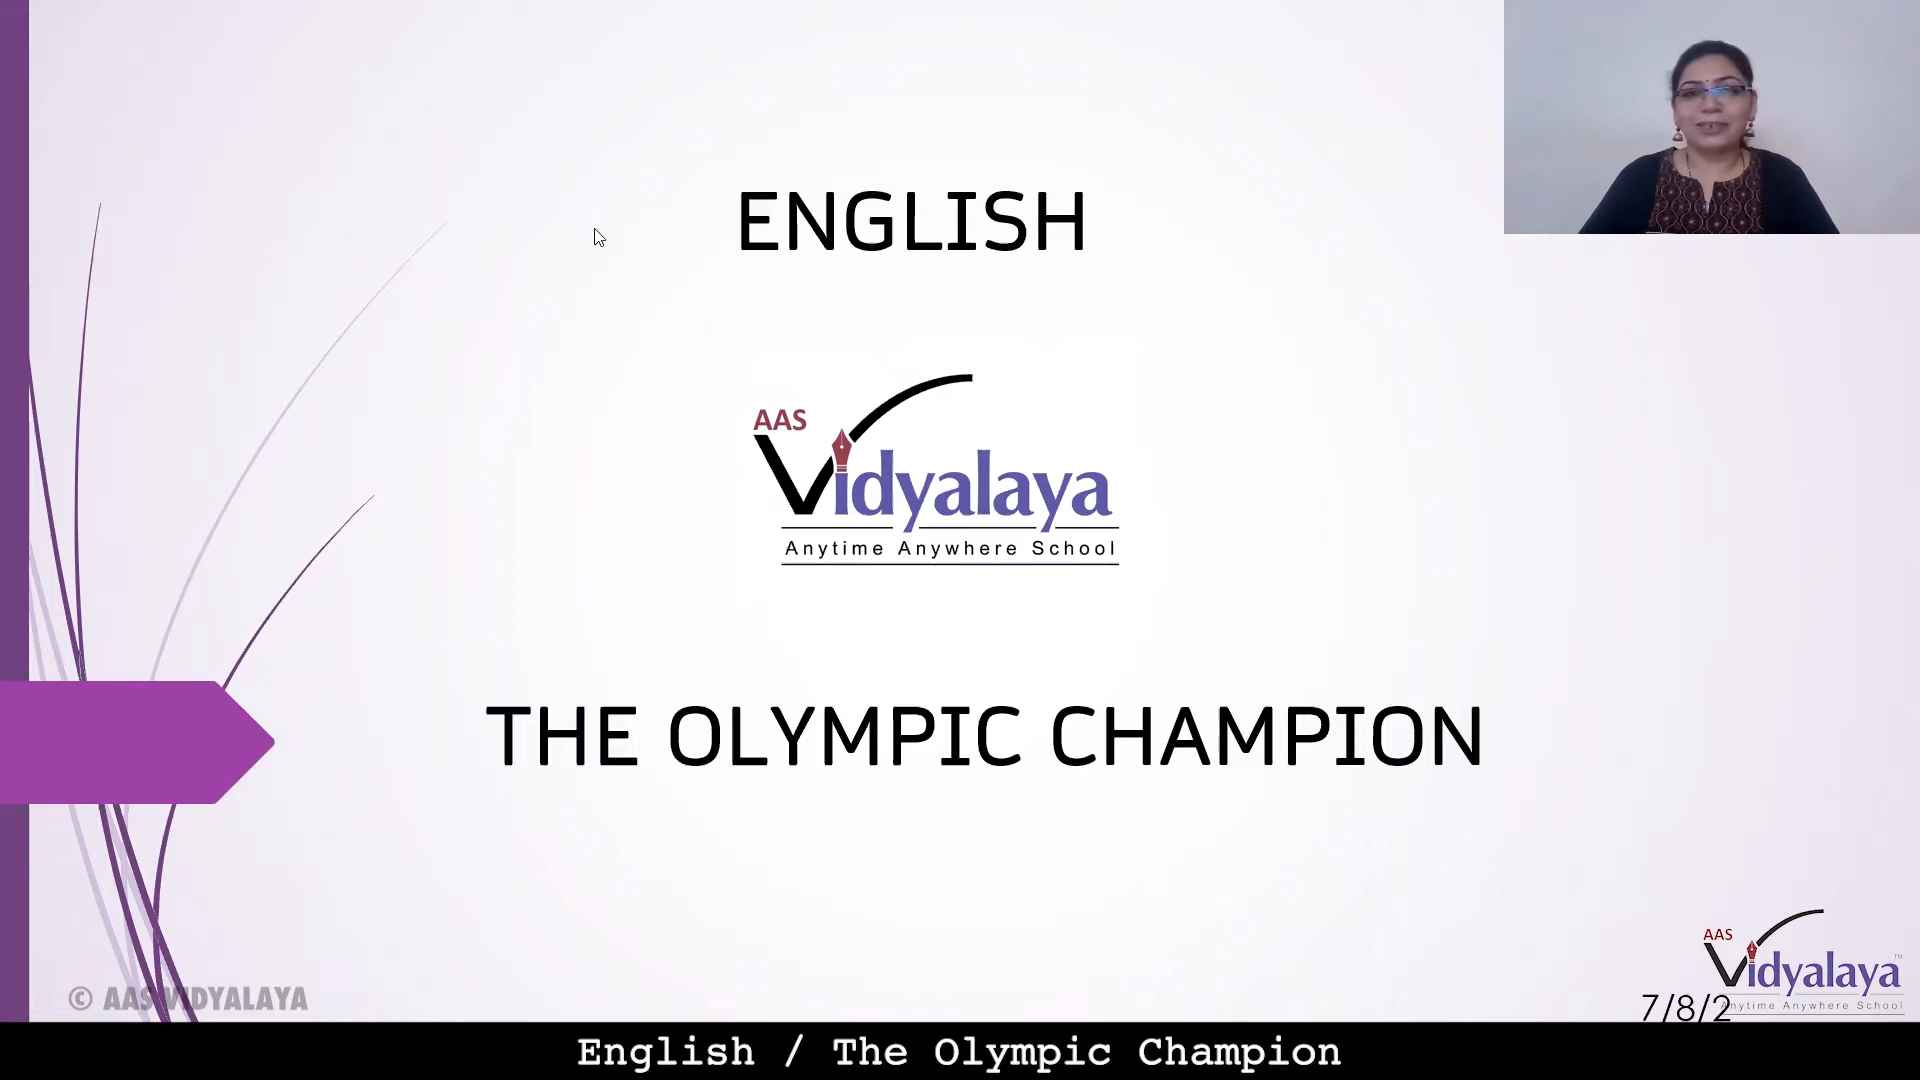 ENGLISH
AAS
Vidyalaya
Anytime Anywhere School
THE OLYMPIC CHAMPION
AAS
Vidyalaya™
Anytime Anywhere School
7/8/2
© AAS VIDYALAYA
English / The Olympic Champion